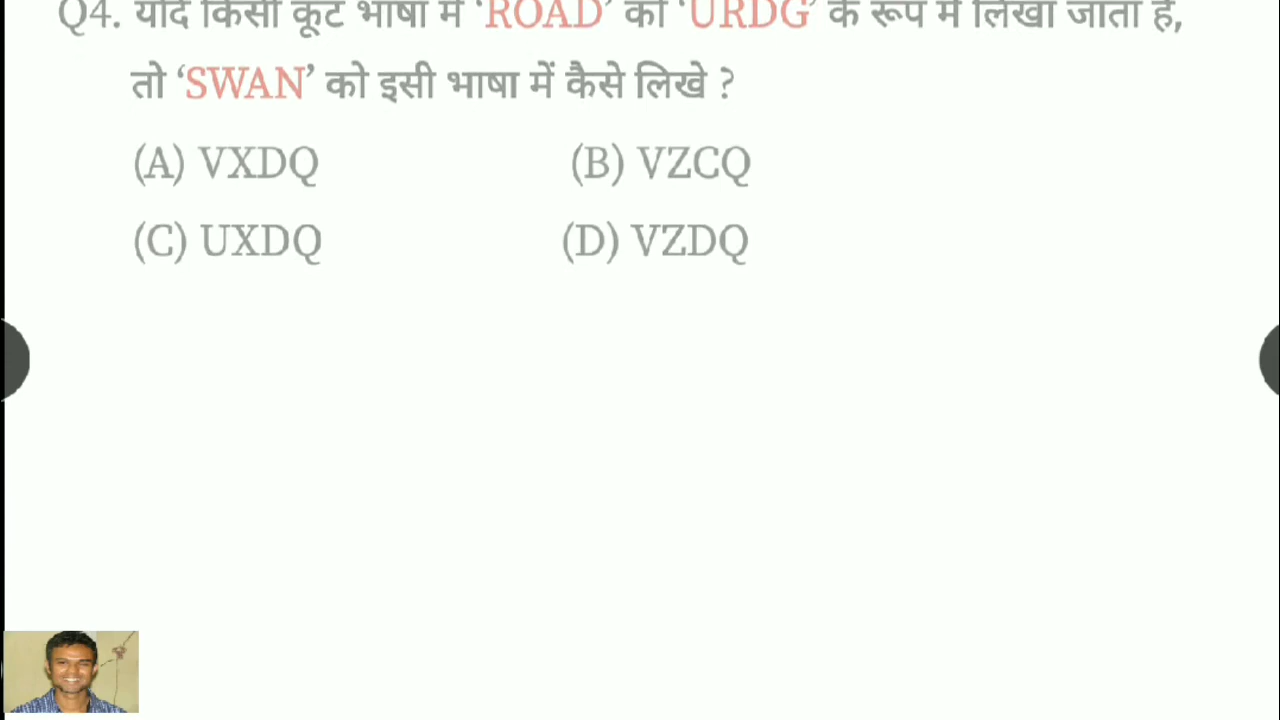 Q4. यदि किसी कूट भाषा में ‘ROAD’ को ‘URDG’ के रूप में लिखा जाता है,
तो ‘SWAN’ को इसी भाषा में कैसे लिखे ?
(A) VXDQ (B) VZCQ
(C) UXDQ (D) VZDQ